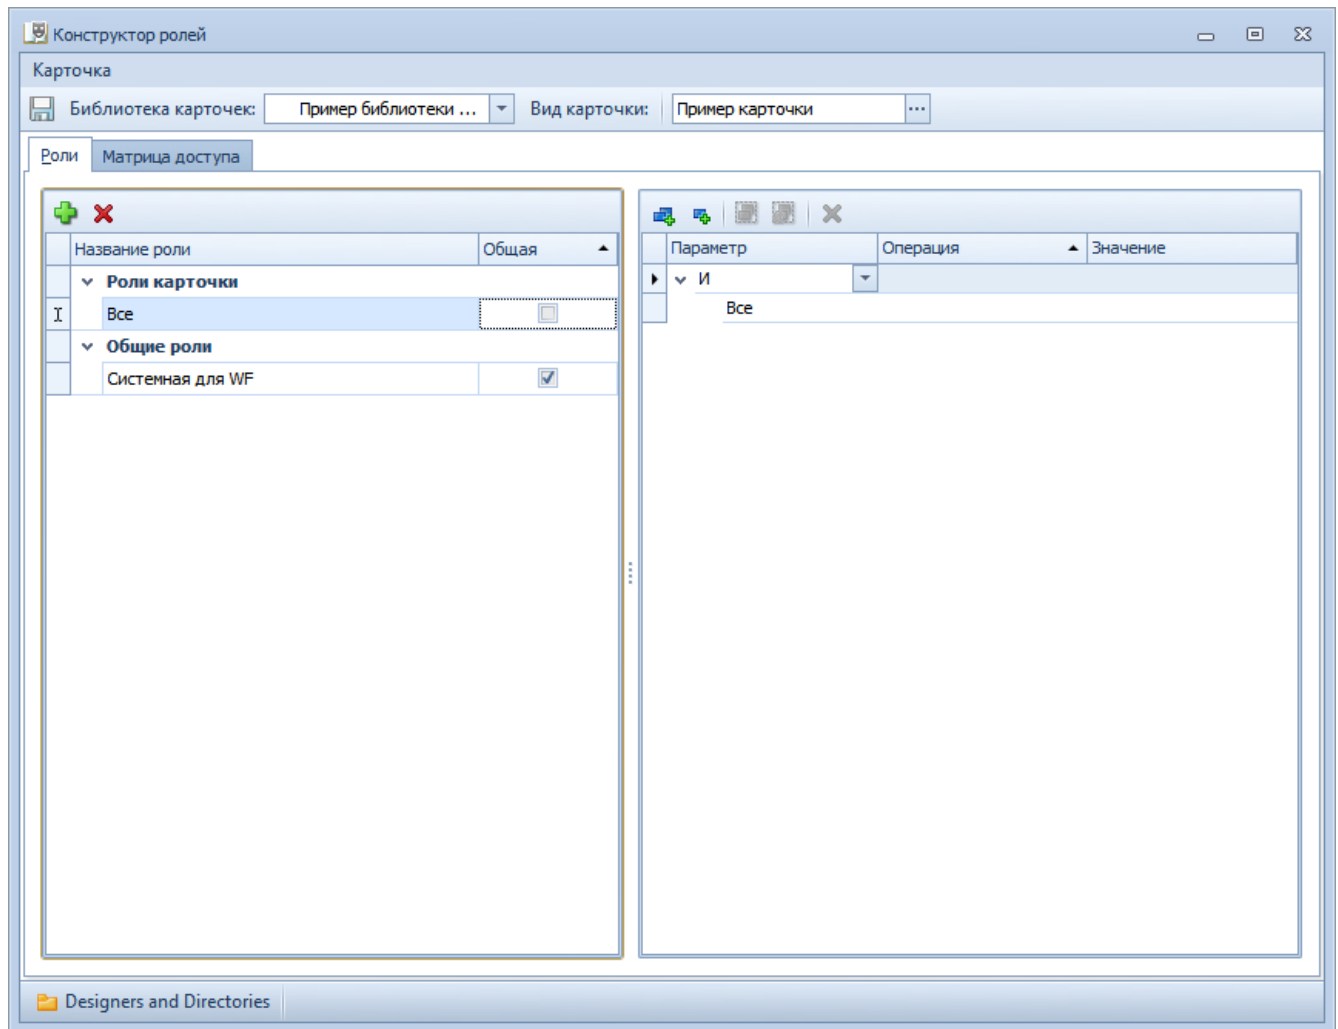 Конструктор ролей
Карточка
Библиотека карточек: Пример библиотеки ... Вид карточки: Пример карточки ...
Роли Матрица доступа
Название роли Общая
Параметр Операция Значение
Роли карточки
И
Все
Все
Общие роли
Системная для WF
Designers and Directories